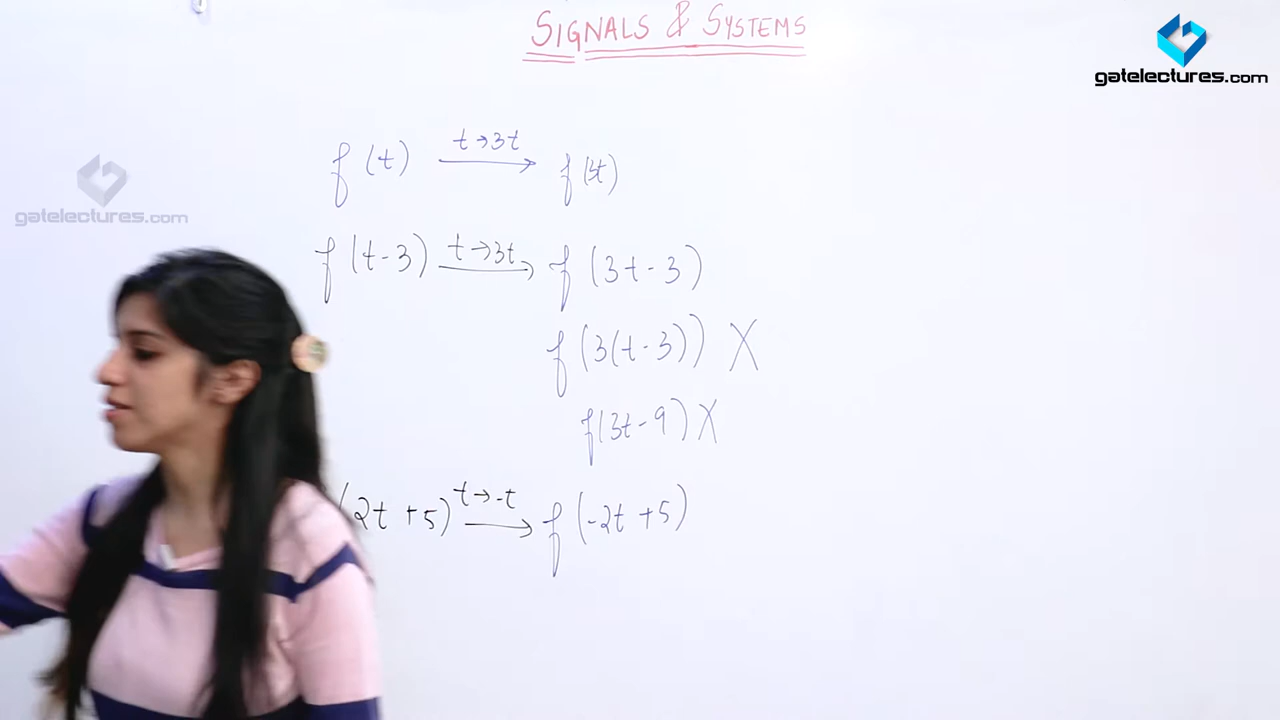 SIGNALS & SYSTEMS
gatelectures.com
gatelectures.com
f(t) t→3t f(3t)
f(t-3) t→3t f(3t-3)
f(3(t-3)) X
f(3t-9) X
(2t+5) t→-t f(-2t+5)